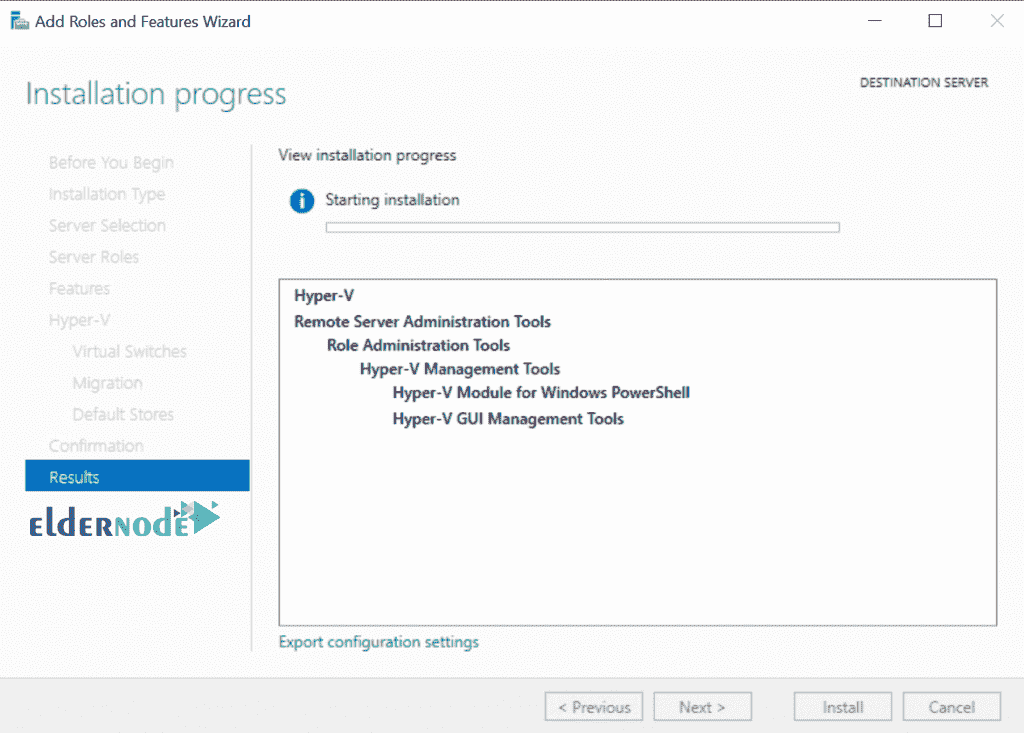 Add Roles and Features Wizard
Installation progress
DESTINATION SERVER
Before You Begin
Installation Type
Server Selection
Server Roles
Features
Hyper-V
Virtual Switches
Migration
Default Stores
Confirmation
Results
ELDERNODE
View installation progress
Starting installation
Hyper-V
Remote Server Administration Tools
Role Administration Tools
Hyper-V Management Tools
Hyper-V Module for Windows PowerShell
Hyper-V GUI Management Tools
Export configuration settings
< Previous
Next >
Install
Cancel